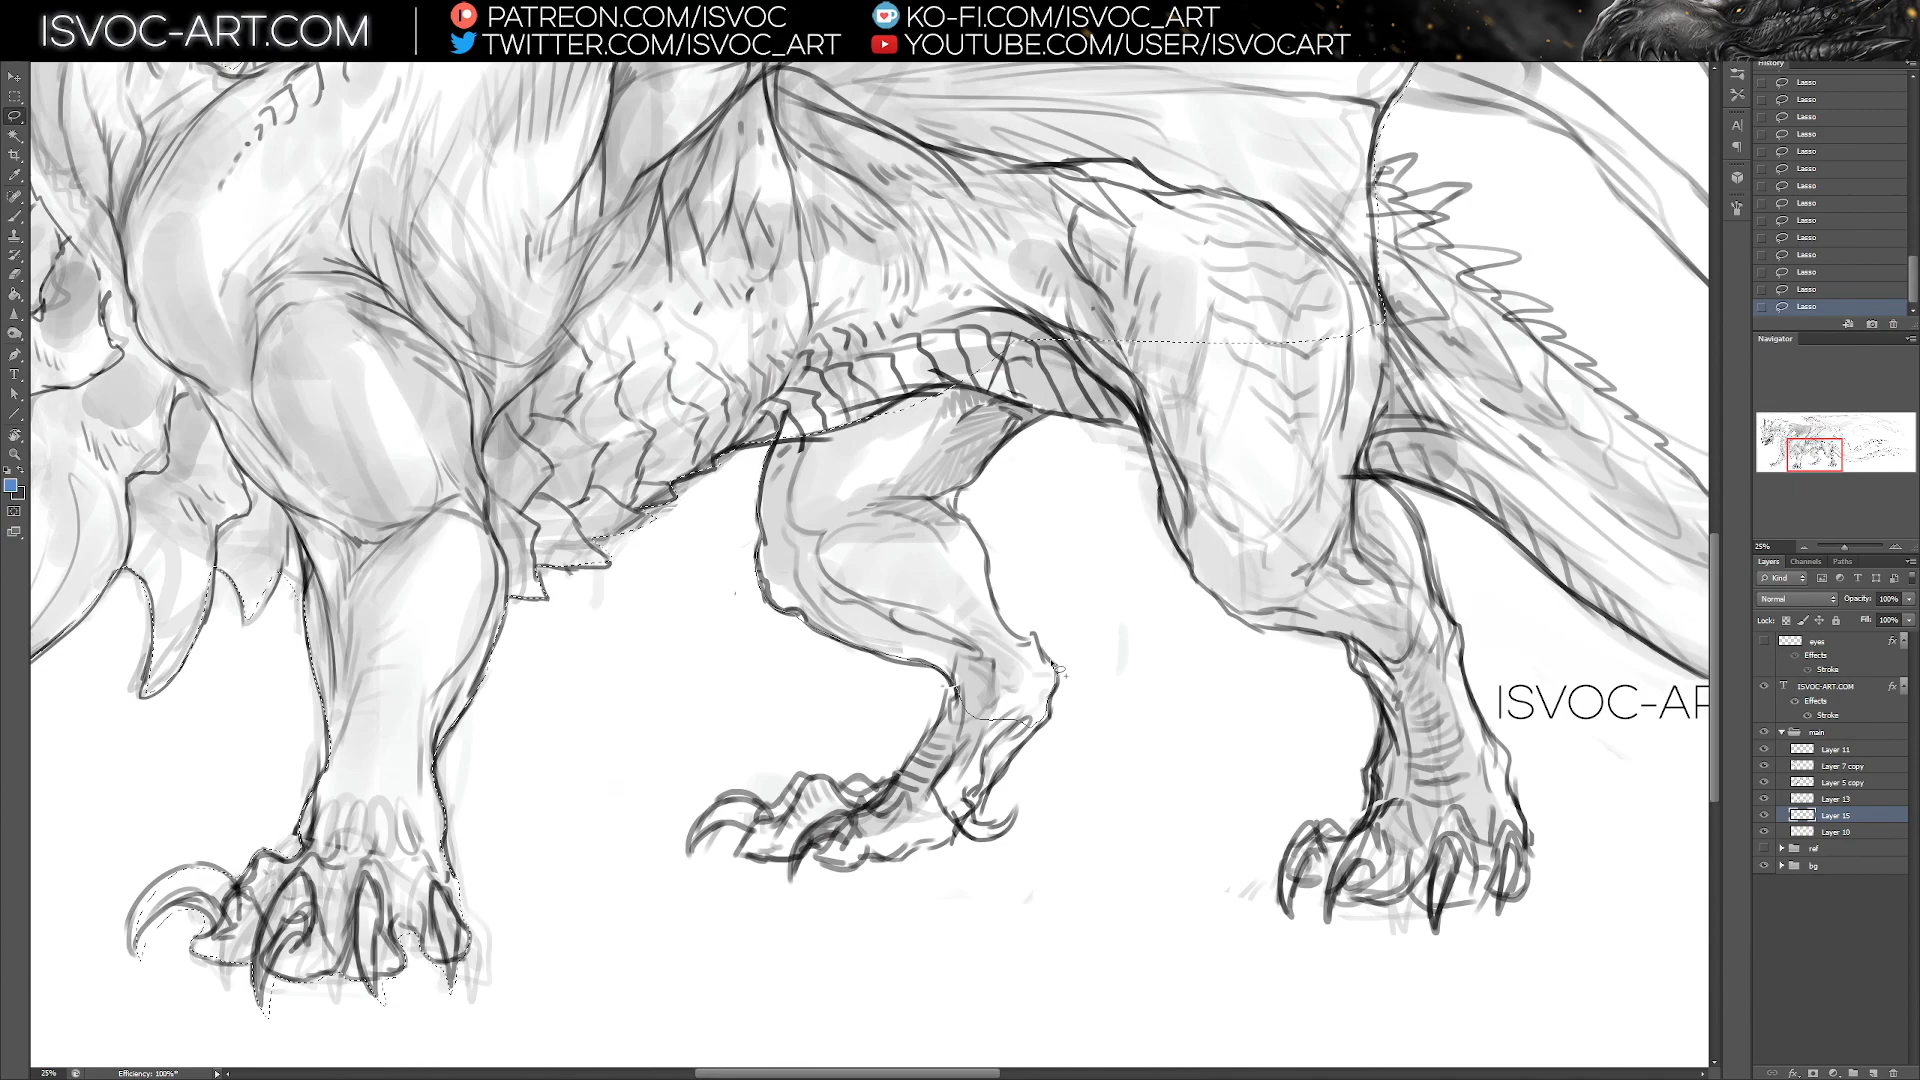 ISVOC-ART.COM
PATREON.COM/ISVOC
TWITTER.COM/ISVOC_ART
KO-FI.COM/ISVOC_ART
YOUTUBE.COM/USER/ISVOCART
History
Lasso
Lasso
Lasso
Lasso
Lasso
Lasso
Lasso
Lasso
Lasso
Lasso
Lasso
Lasso
Lasso
Lasso
Navigator
25%
Layers Channels Paths
Kind
Normal Opacity: 100%
Lock: Fill: 100%
eyes fx
Effects
Stroke
T ISVOC-ART.COM fx
Effects
Stroke
main
Layer 11
Layer 7 copy
Layer 5 copy
Layer 13
Layer 15
Layer 10
ref
bg
ISVOC-AR
25% Efficiency: 100%*